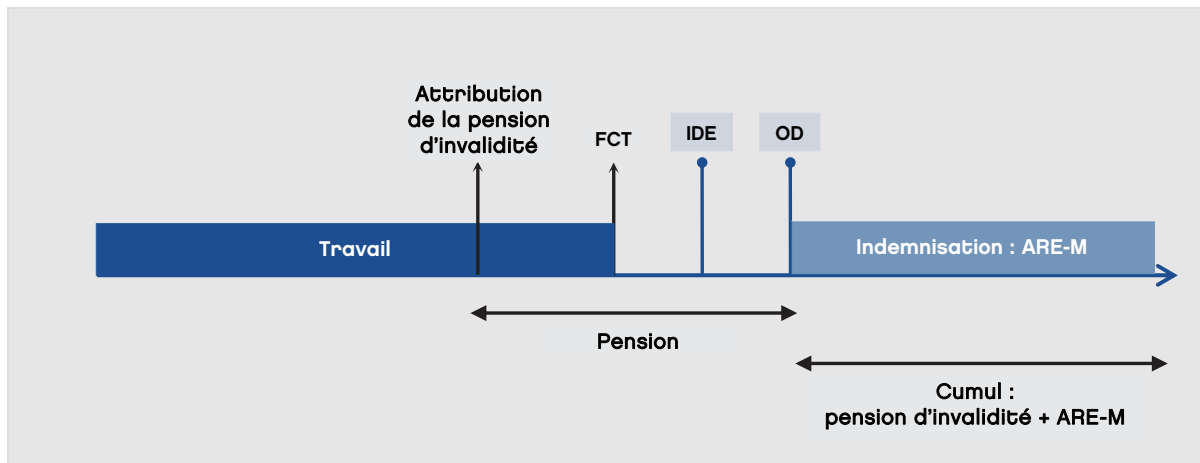 Attribution
de la pension
d'invalidité
FCT
IDE
OD
Travail
Indemnisation : ARE-M
Pension
Cumul :
pension d'invalidité + ARE-M